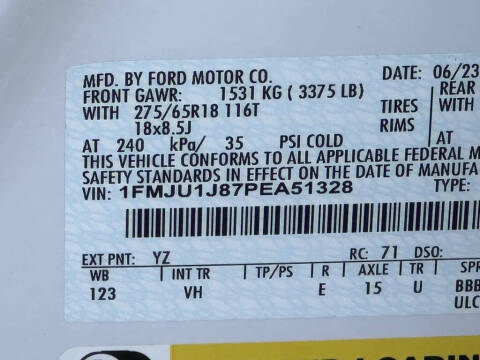 MFD. BY FORD MOTOR CO. DATE: 06/23
FRONT GAWR: 1531 KG ( 3375 LB) REAR
WITH 275/65R18 116T TIRES WITH
18x8.5J RIMS
AT 240 kPa/ 35 PSI COLD AT
THIS VEHICLE CONFORMS TO ALL APPLICABLE FEDERAL M
SAFETY STANDARDS IN EFFECT ON THE DATE OF MANUFA
VIN: 1FMJU1J87PEA51328 TYPE:
EXT PNT: YZ RC: 71 DSO:
WB INT TR TP/PS R AXLE TR SPR
123 VH E 15 U BBB
ULC